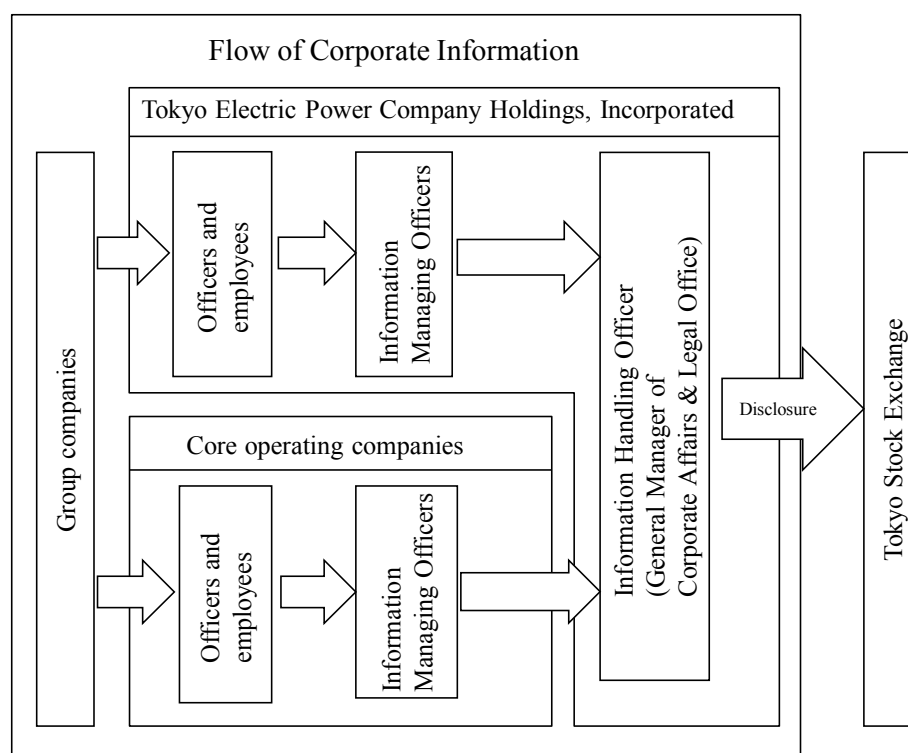 Flow of Corporate Information
Tokyo Electric Power Company Holdings, Incorporated
Group companies
Officers and
employees
Information
Managing Officers
Core operating companies
Officers and
employees
Information
Managing Officers
Information Handling Officer
(General Manager of
Corporate Affairs & Legal Office)
Disclosure
Tokyo Stock Exchange